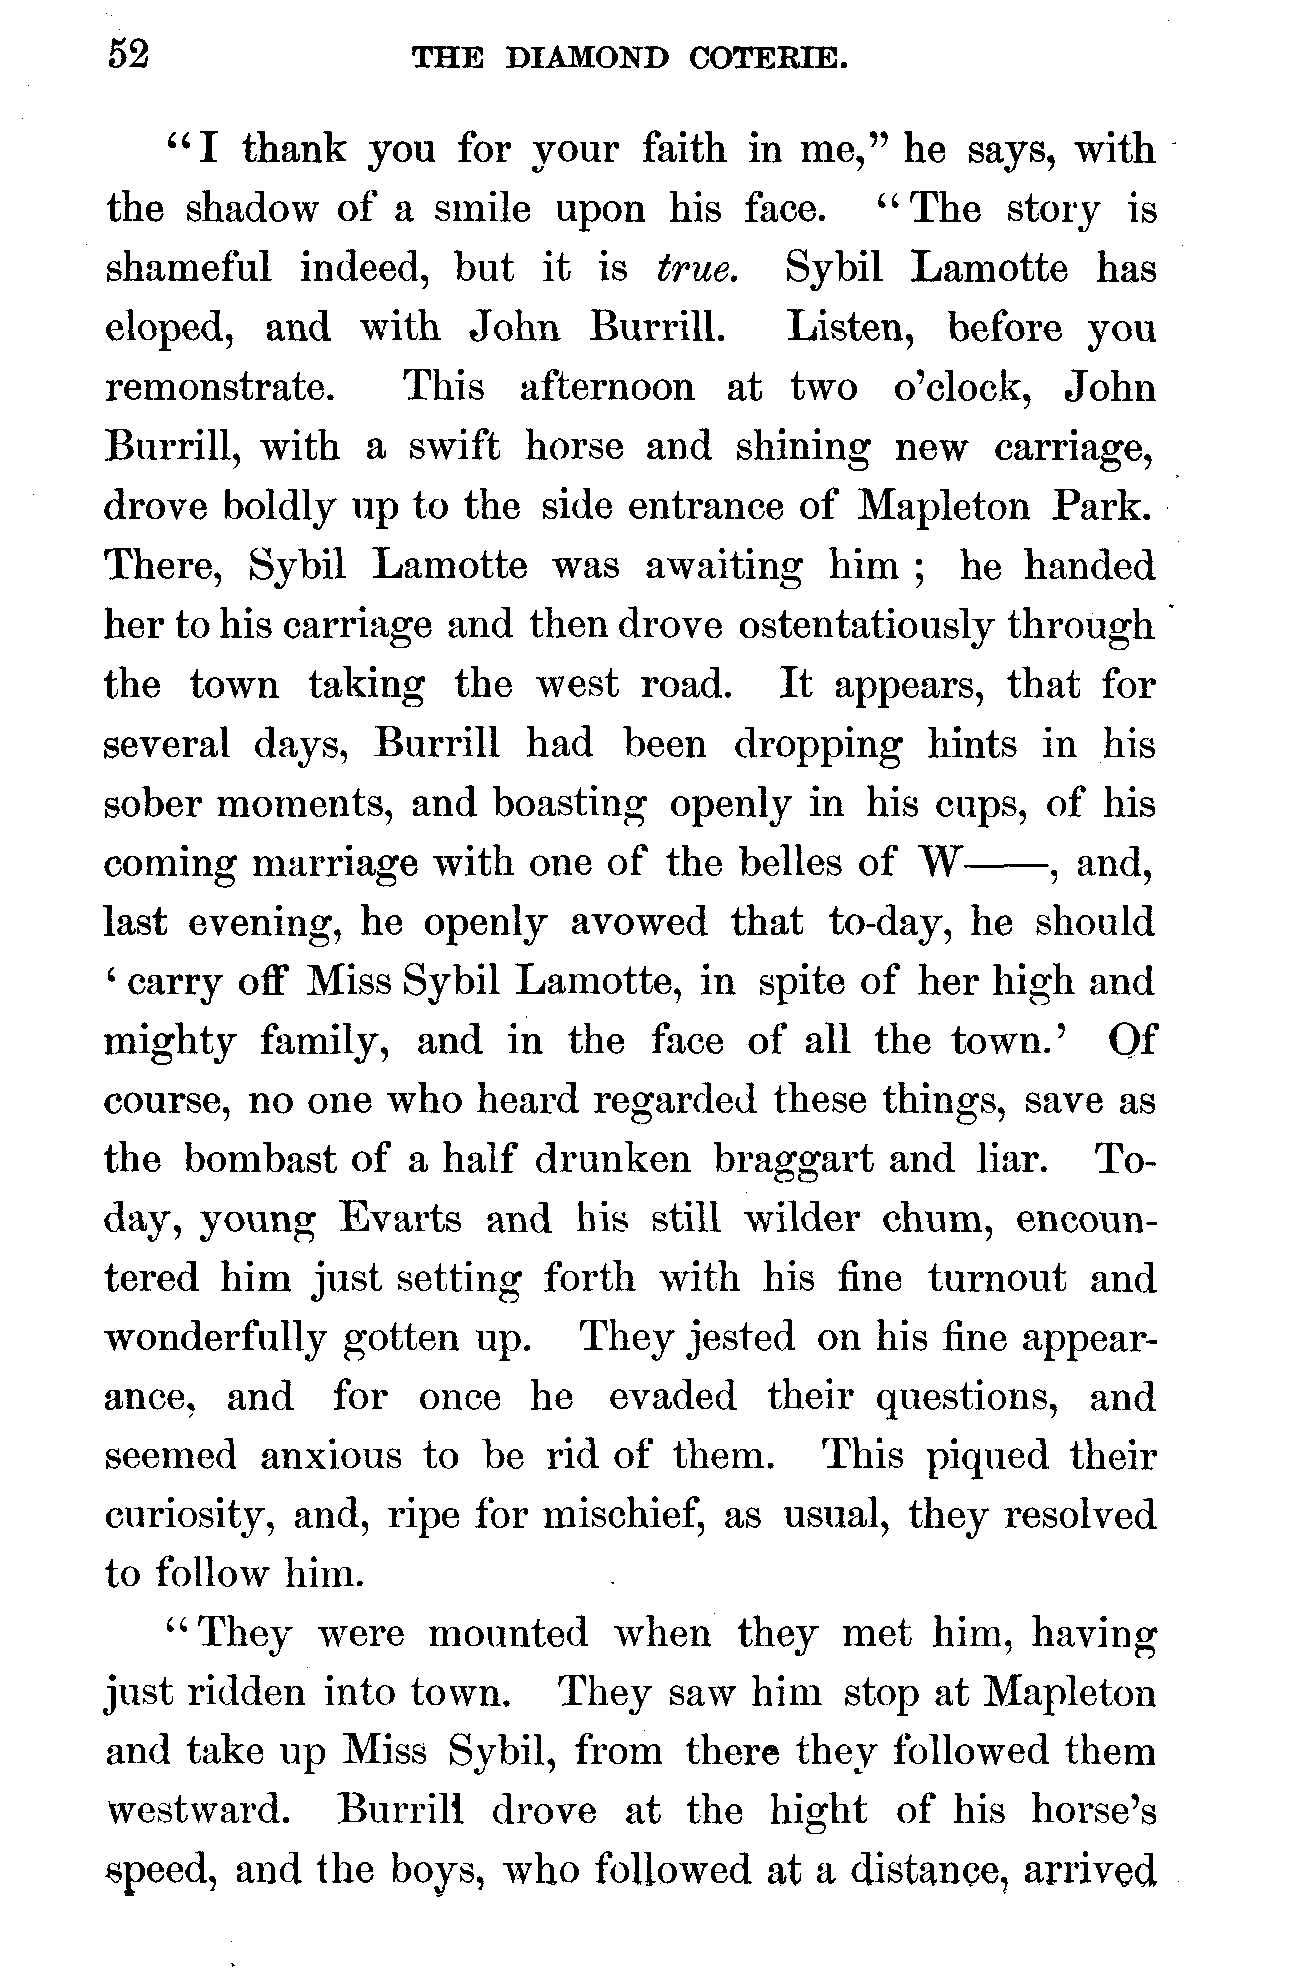 52 THE DIAMOND COTERIE.
“I thank you for your faith in me,” he says, with
the shadow of a smile upon his face. “The story is
shameful indeed, but it is true. Sybil Lamotte has
eloped, and with John Burrill. Listen, before you
remonstrate. This afternoon at two o’clock, John
Burrill, with a swift horse and shining new carriage,
drove boldly up to the side entrance of Mapleton Park.
There, Sybil Lamotte was awaiting him ; he handed
her to his carriage and then drove ostentatiously through
the town taking the west road. It appears, that for
several days, Burrill had been dropping hints in his
sober moments, and boasting openly in his cups, of his
coming marriage with one of the belles of W——, and,
last evening, he openly avowed that to-day, he should
‘carry off Miss Sybil Lamotte, in spite of her high and
mighty family, and in the face of all the town.’ Of
course, no one who heard regarded these things, save as
the bombast of a half drunken braggart and liar. To-
day, young Evarts and his still wilder chum, encoun-
tered him just setting forth with his fine turnout and
wonderfully gotten up. They jested on his fine appear-
ance, and for once he evaded their questions, and
seemed anxious to be rid of them. This piqued their
curiosity, and, ripe for mischief, as usual, they resolved
to follow him.
“They were mounted when they met him, having
just ridden into town. They saw him stop at Mapleton
and take up Miss Sybil, from there they followed them
westward. Burrill drove at the hight of his horse’s
speed, and the boys, who followed at a distance, arrived